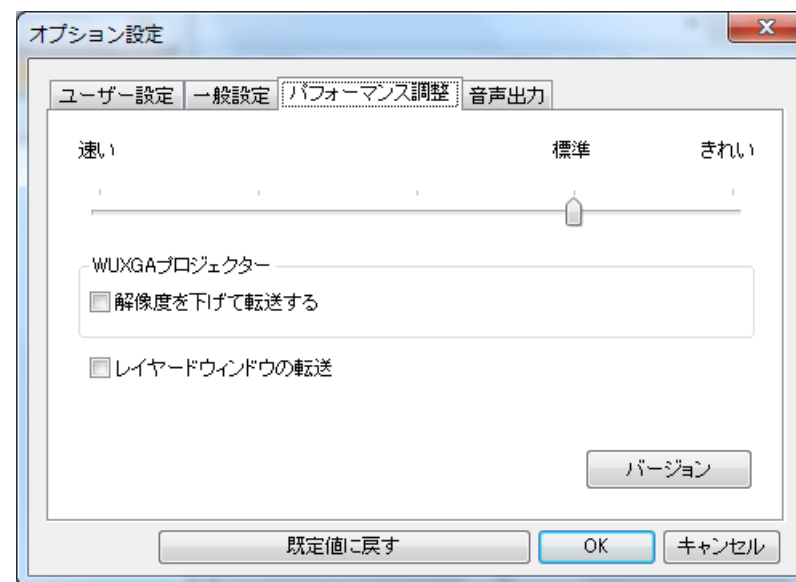 オプション設定
ユーザー設定 一般設定 パフォーマンス調整 音声出力
速い 標準 きれい
WUXGAプロジェクター
解像度を下げて転送する
レイヤードウィンドウの転送
バージョン
既定値に戻す OK キャンセル